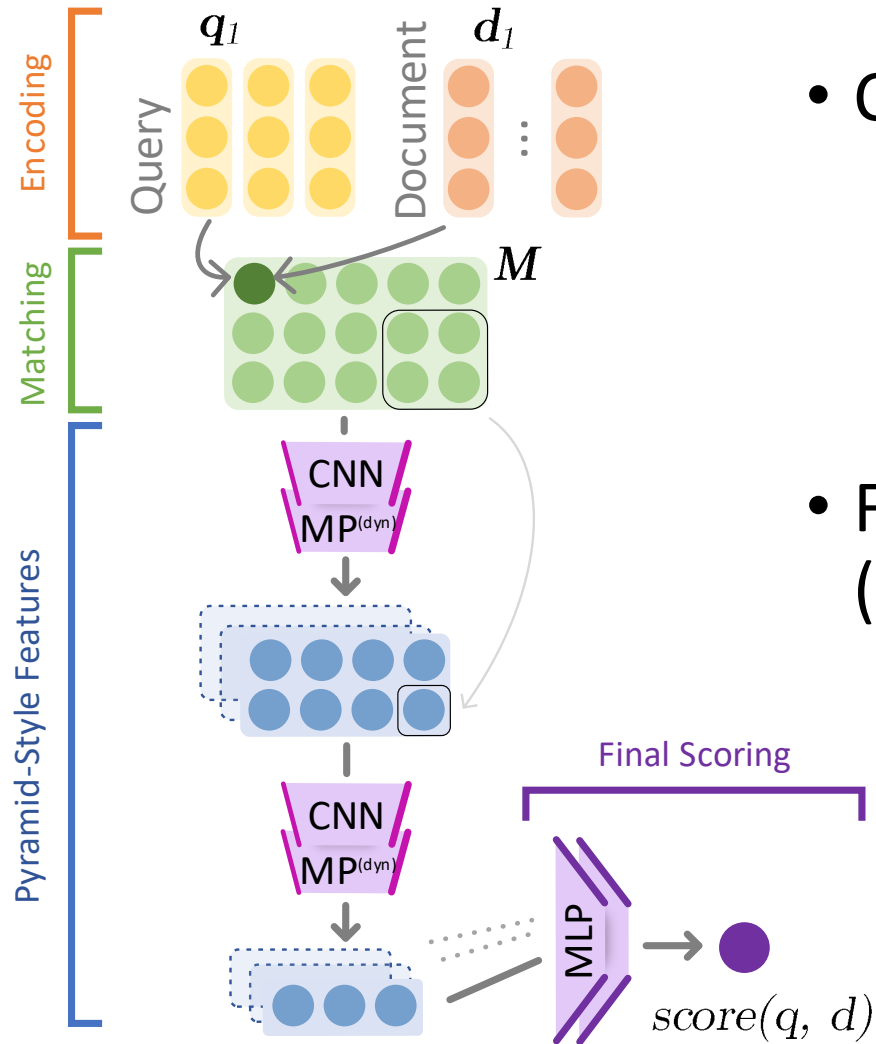 Encoding
Query
q1
Document
d1
...
Matching
M
Pyramid-Style Features
CNN
MP(dyn)
CNN
MP(dyn)
Final Scoring
MLP
score(q, d)
•
•
(